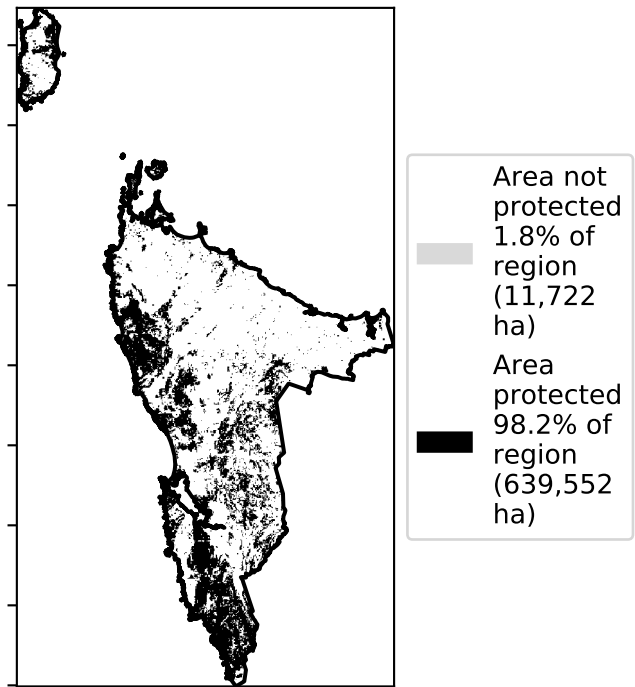 Area not
protected
1.8% of
region
(11,722
ha)
Area
protected
98.2% of
region
(639,552
ha)